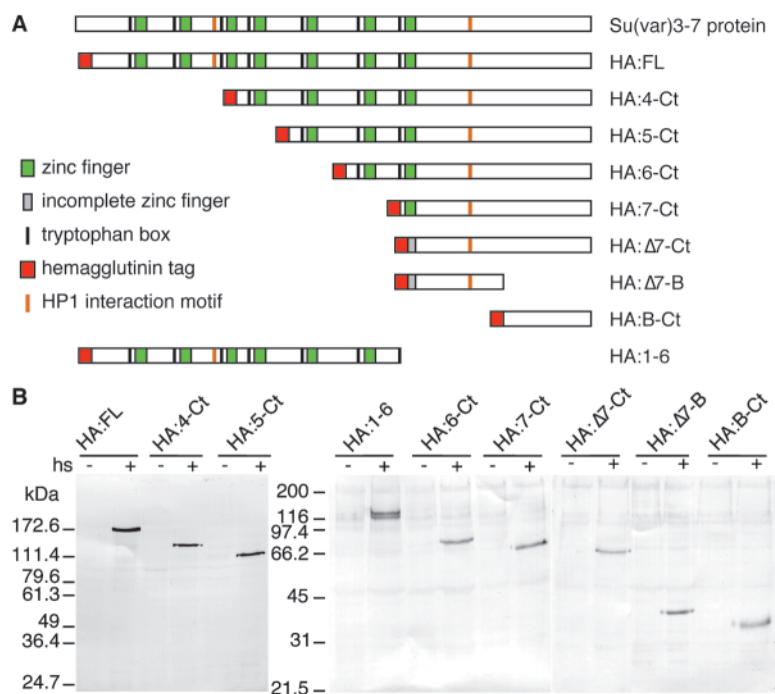 A
Su(var)3-7 protein
HA:FL
HA:4-Ct
HA:5-Ct
HA:6-Ct
HA:7-Ct
HA:Δ7-Ct
HA:Δ7-B
HA:B-Ct
HA:1-6
zinc finger
incomplete zinc finger
tryptophan box
hemagglutinin tag
HP1 interaction motif
B
HA:FL HA:4-Ct HA:5-Ct HA:1-6 HA:6-Ct HA:7-Ct HA:Δ7-Ct HA:Δ7-B HA:B-Ct
hs - + - + - + - + - + - + - + - + - +
kDa
172.6
111.4
79.6
61.3
49
36.4
24.7
200
116
97.4
66.2
45
31
21.5